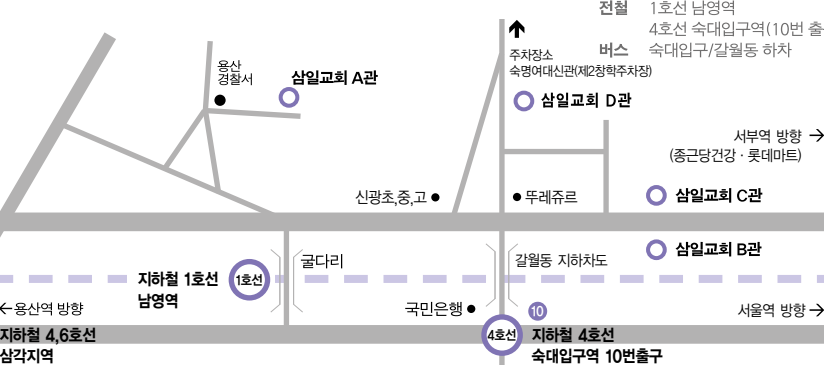 전철 1호선 남영역
4호선 숙대입구역(10번 출
버스 숙대입구/갈월동 하차
주차장소
숙명여대신관(제2창학주차장)
용산
경찰서
삼일교회 A관
삼일교회 D관
서부역 방향
(종근당건강 · 롯데마트)
신광초,중,고
뚜레쥬르
삼일교회 C관
삼일교회 B관
굴다리
갈월동 지하차도
지하철 1호선
남영역
1호선
용산역 방향
국민은행
10
서울역 방향
지하철 4,6호선
삼각지역
4호선
지하철 4호선
숙대입구역 10번출구